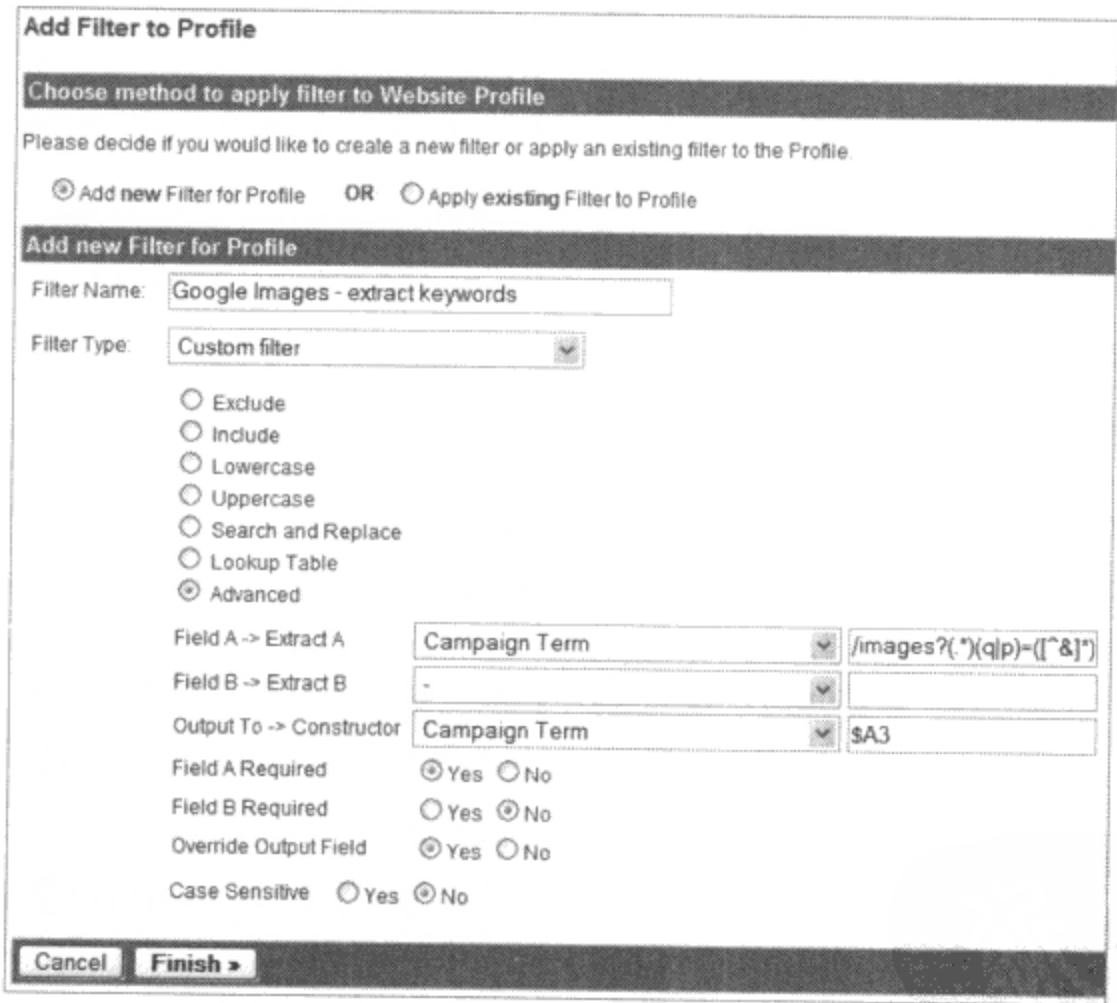 Add Filter to Profile
Choose method to apply filter to Website Profile
Please decide if you would like to create a new filter or apply an existing filter to the Profile.
Add new Filter for Profile OR Apply existing Filter to Profile
Add new Filter for Profile
Filter Name: Google Images - extract keywords
Filter Type: Custom filter
Exclude
Include
Lowercase
Uppercase
Search and Replace
Lookup Table
Advanced
Field A -> Extract A Campaign Term /images?(.*)(q|p)=([^&]*)
Field B -> Extract B -
Output To -> Constructor Campaign Term $A3
Field A Required Yes No
Field B Required Yes No
Override Output Field Yes No
Case Sensitive Yes No
Cancel Finish »